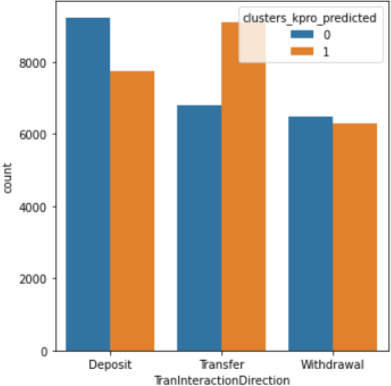 clusters_kpro_predicted
0
1
8000
6000
4000
2000
0
count
Deposit Transfer Withdrawal
TranInteractionDirection